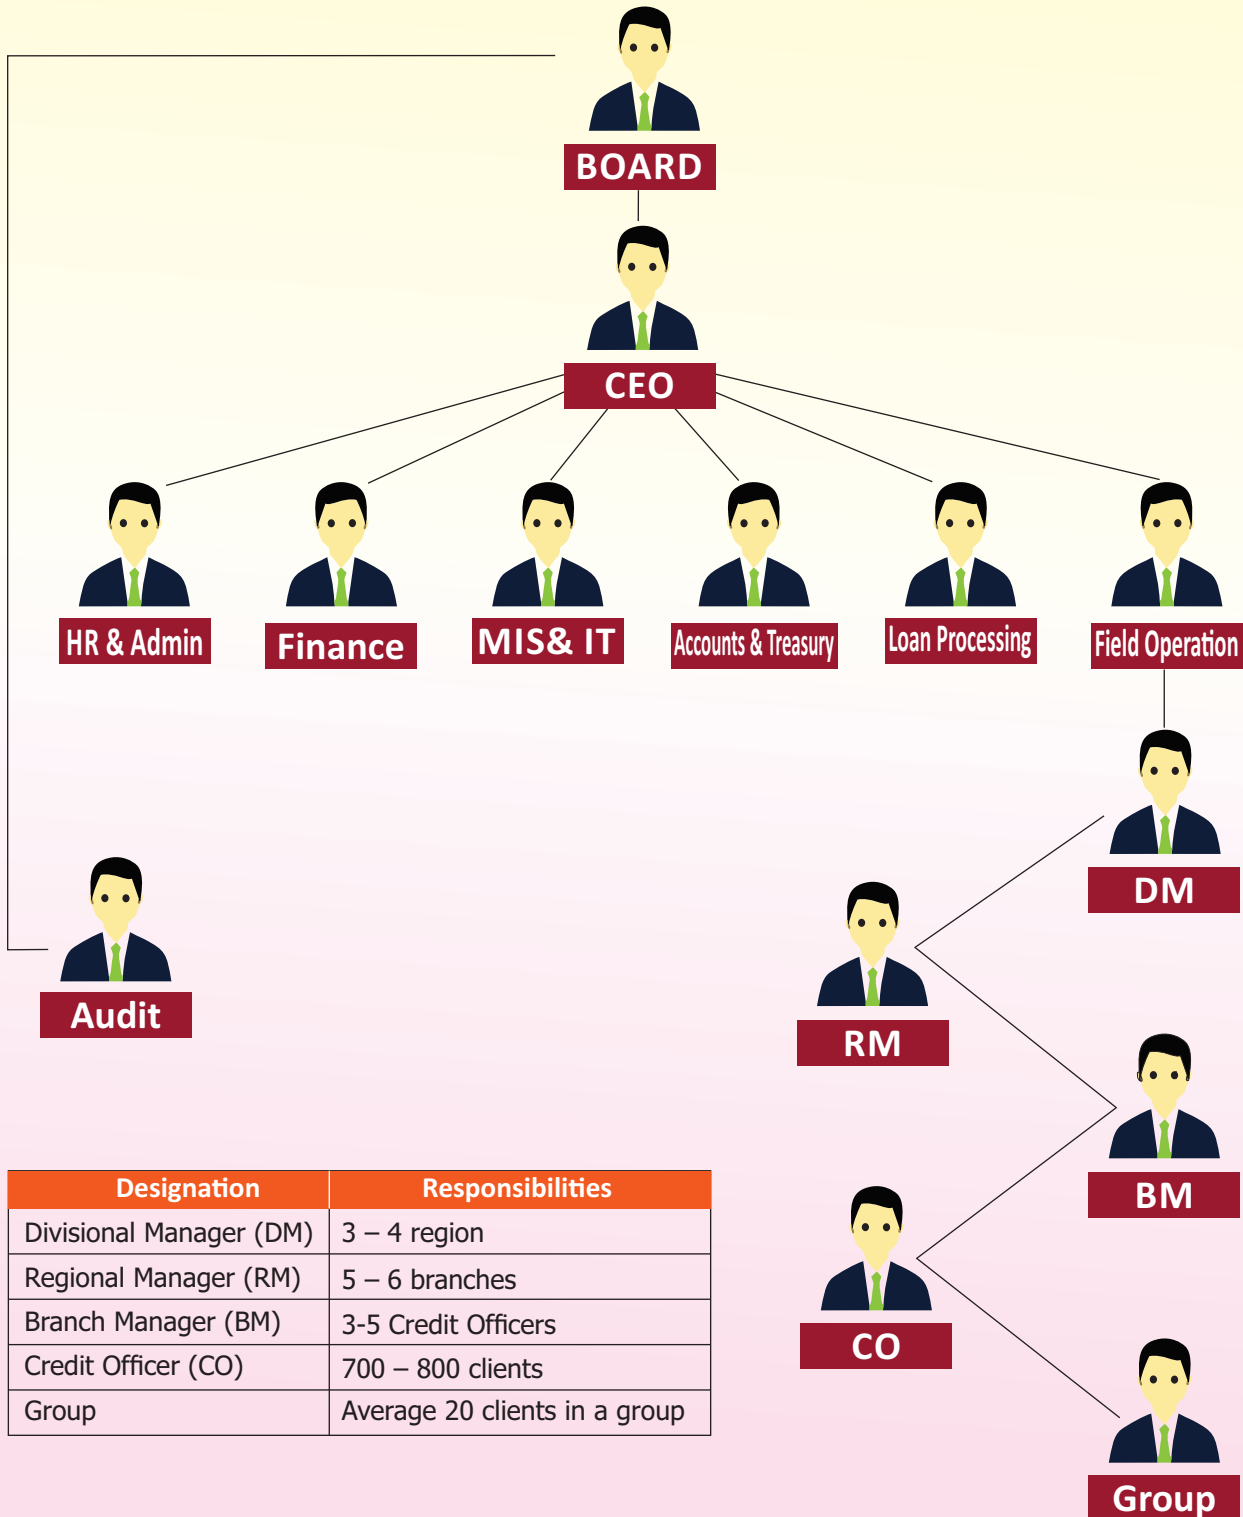 BOARD
CEO
HR & Admin
Finance
MIS& IT
Accounts & Treasury
Loan Processing
Field Operation
DM
RM
Audit
BM
CO
Group
Designation Responsibilities
Divisional Manager (DM) 3 – 4 region
Regional Manager (RM) 5 – 6 branches
Branch Manager (BM) 3-5 Credit Officers
Credit Officer (CO) 700 – 800 clients
Group Average 20 clients in a group